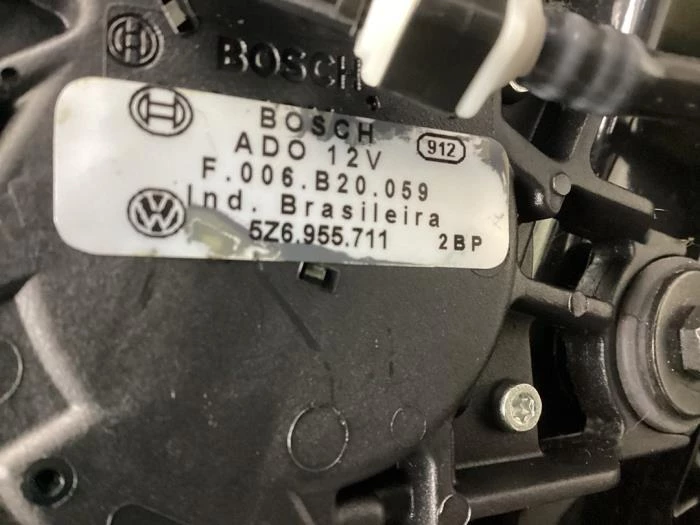 BOSCH
BOSCH
ADO 12V 912
F.006.B20.059
Ind. Brasileira
5Z6.955.711 2BP